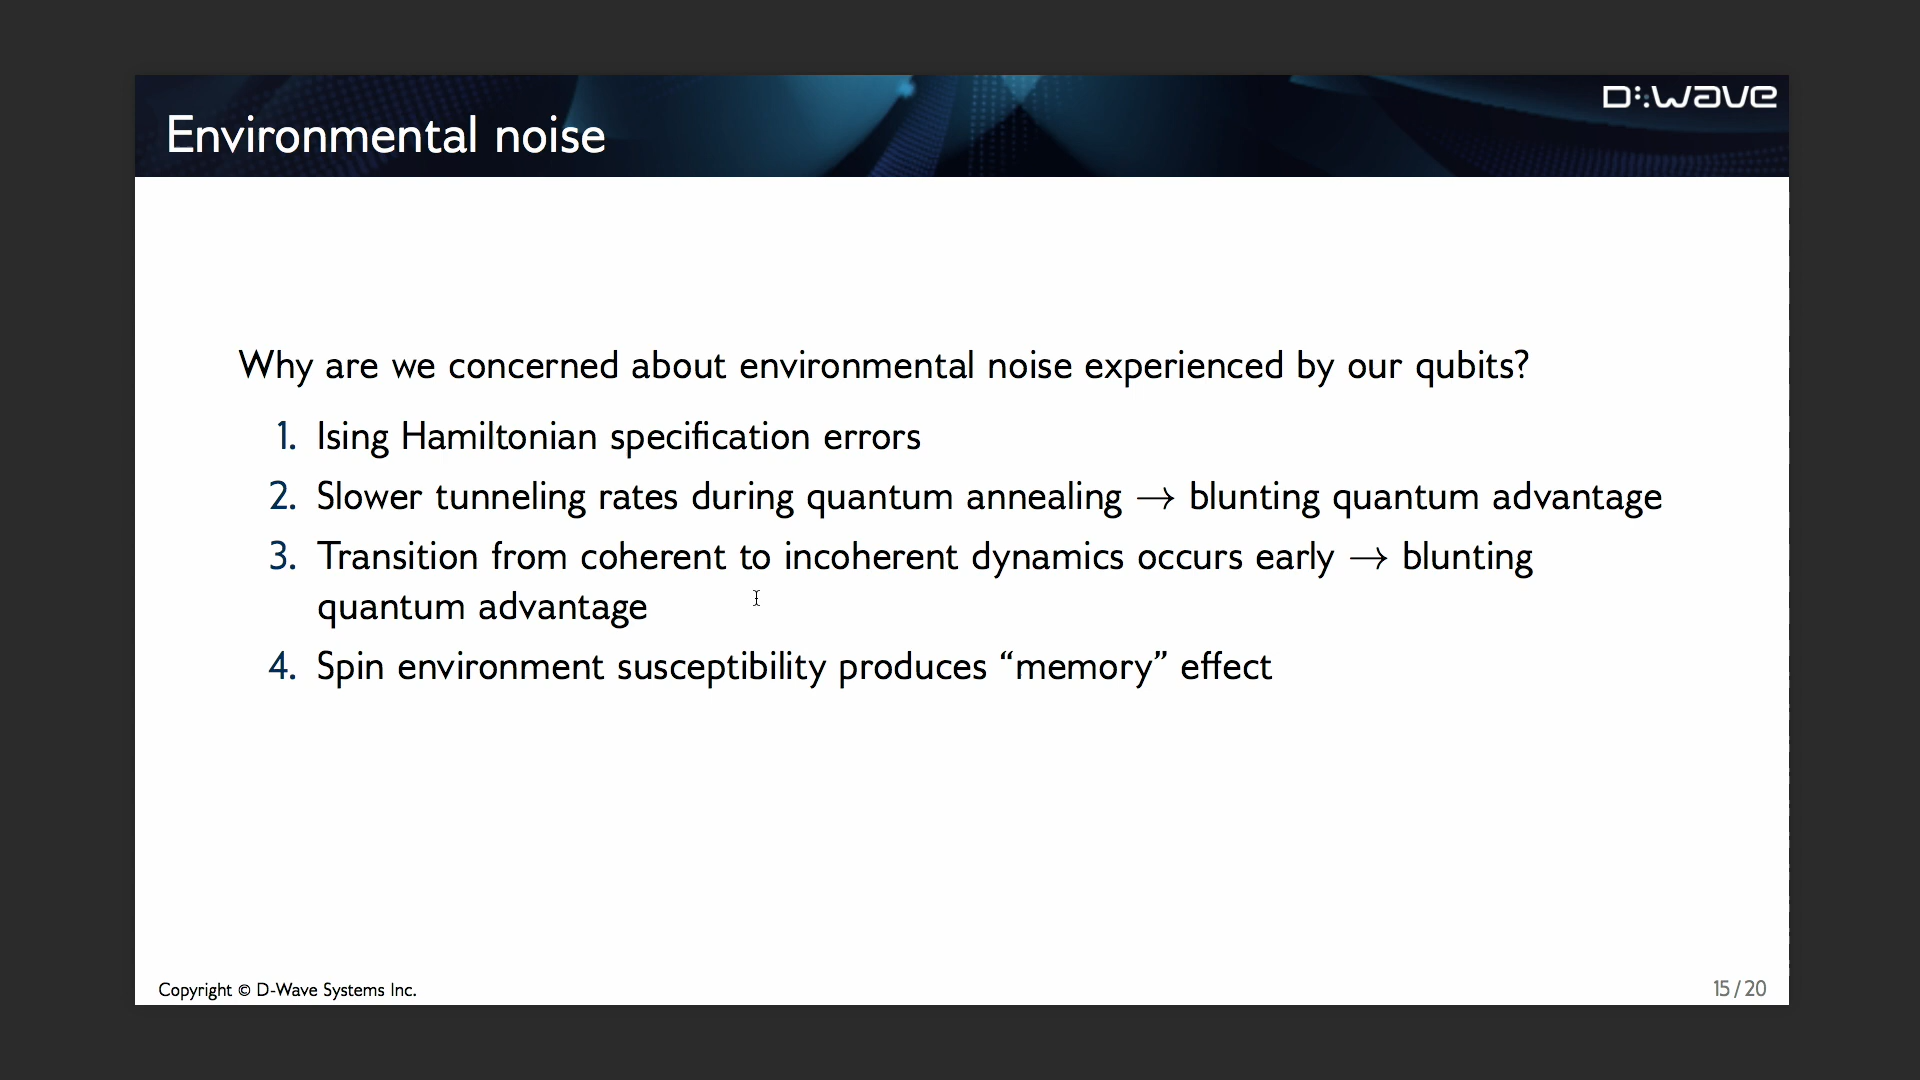 D:Wave
Environmental noise
Why are we concerned about environmental noise experienced by our qubits?
1. Ising Hamiltonian specification errors
2. Slower tunneling rates during quantum annealing → blunting quantum advantage
3. Transition from coherent to incoherent dynamics occurs early → blunting
quantum advantage
4. Spin environment susceptibility produces “memory” effect
Copyright © D-Wave Systems Inc.
15 / 20